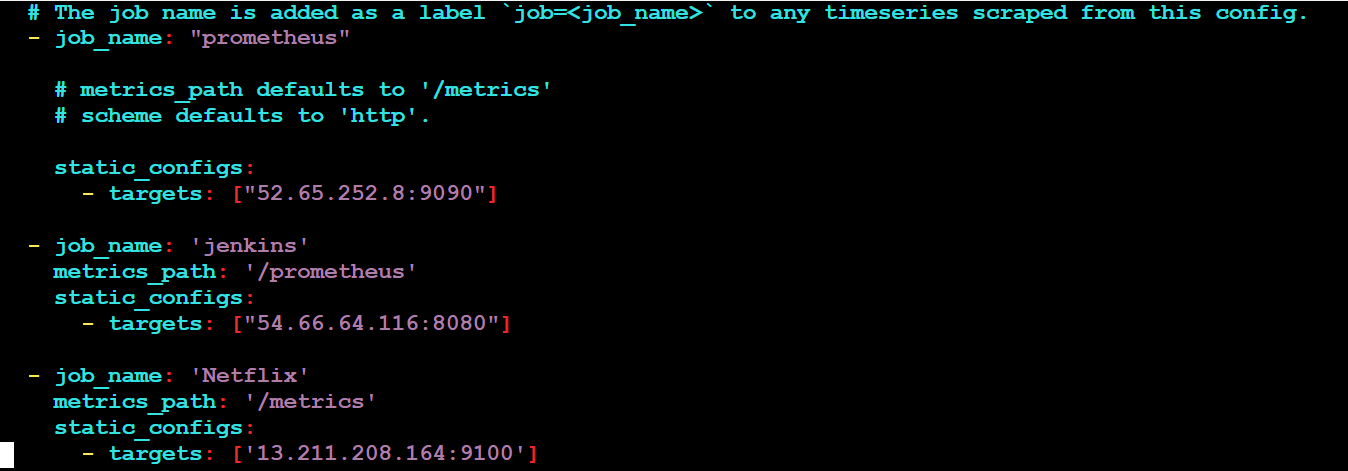 # The job name is added as a label `job=<job_name>` to any timeseries scraped from this config.
- job_name: "prometheus"
# metrics_path defaults to '/metrics'
# scheme defaults to 'http'.
static_configs:
- targets: ["52.65.252.8:9090"]
- job_name: 'jenkins'
metrics_path: '/prometheus'
static_configs:
- targets: ["54.66.64.116:8080"]
- job_name: 'Netflix'
metrics_path: '/metrics'
static_configs:
- targets: ['13.211.208.164:9100']